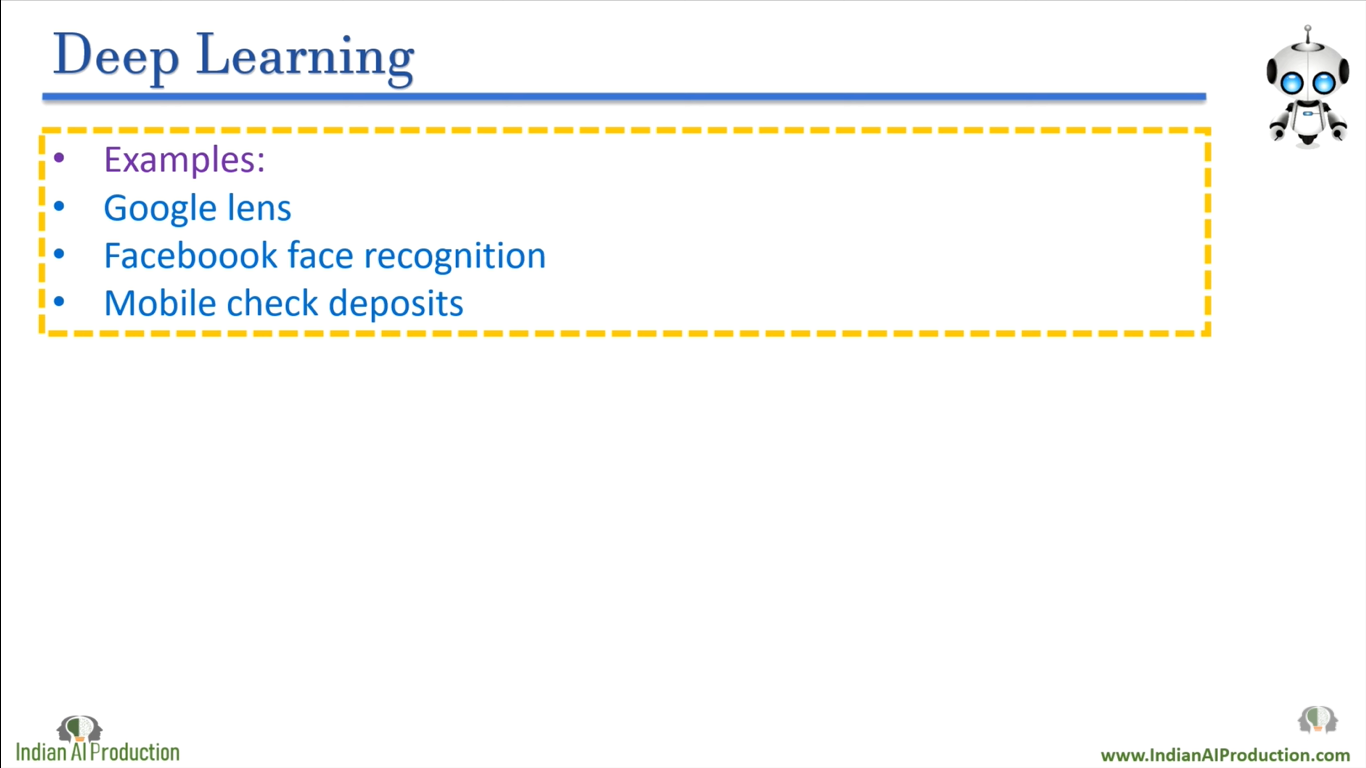 Deep Learning
• Examples:
• Google lens
• Faceboook face recognition
• Mobile check deposits
Indian AI Production
www.IndianAIProduction.com